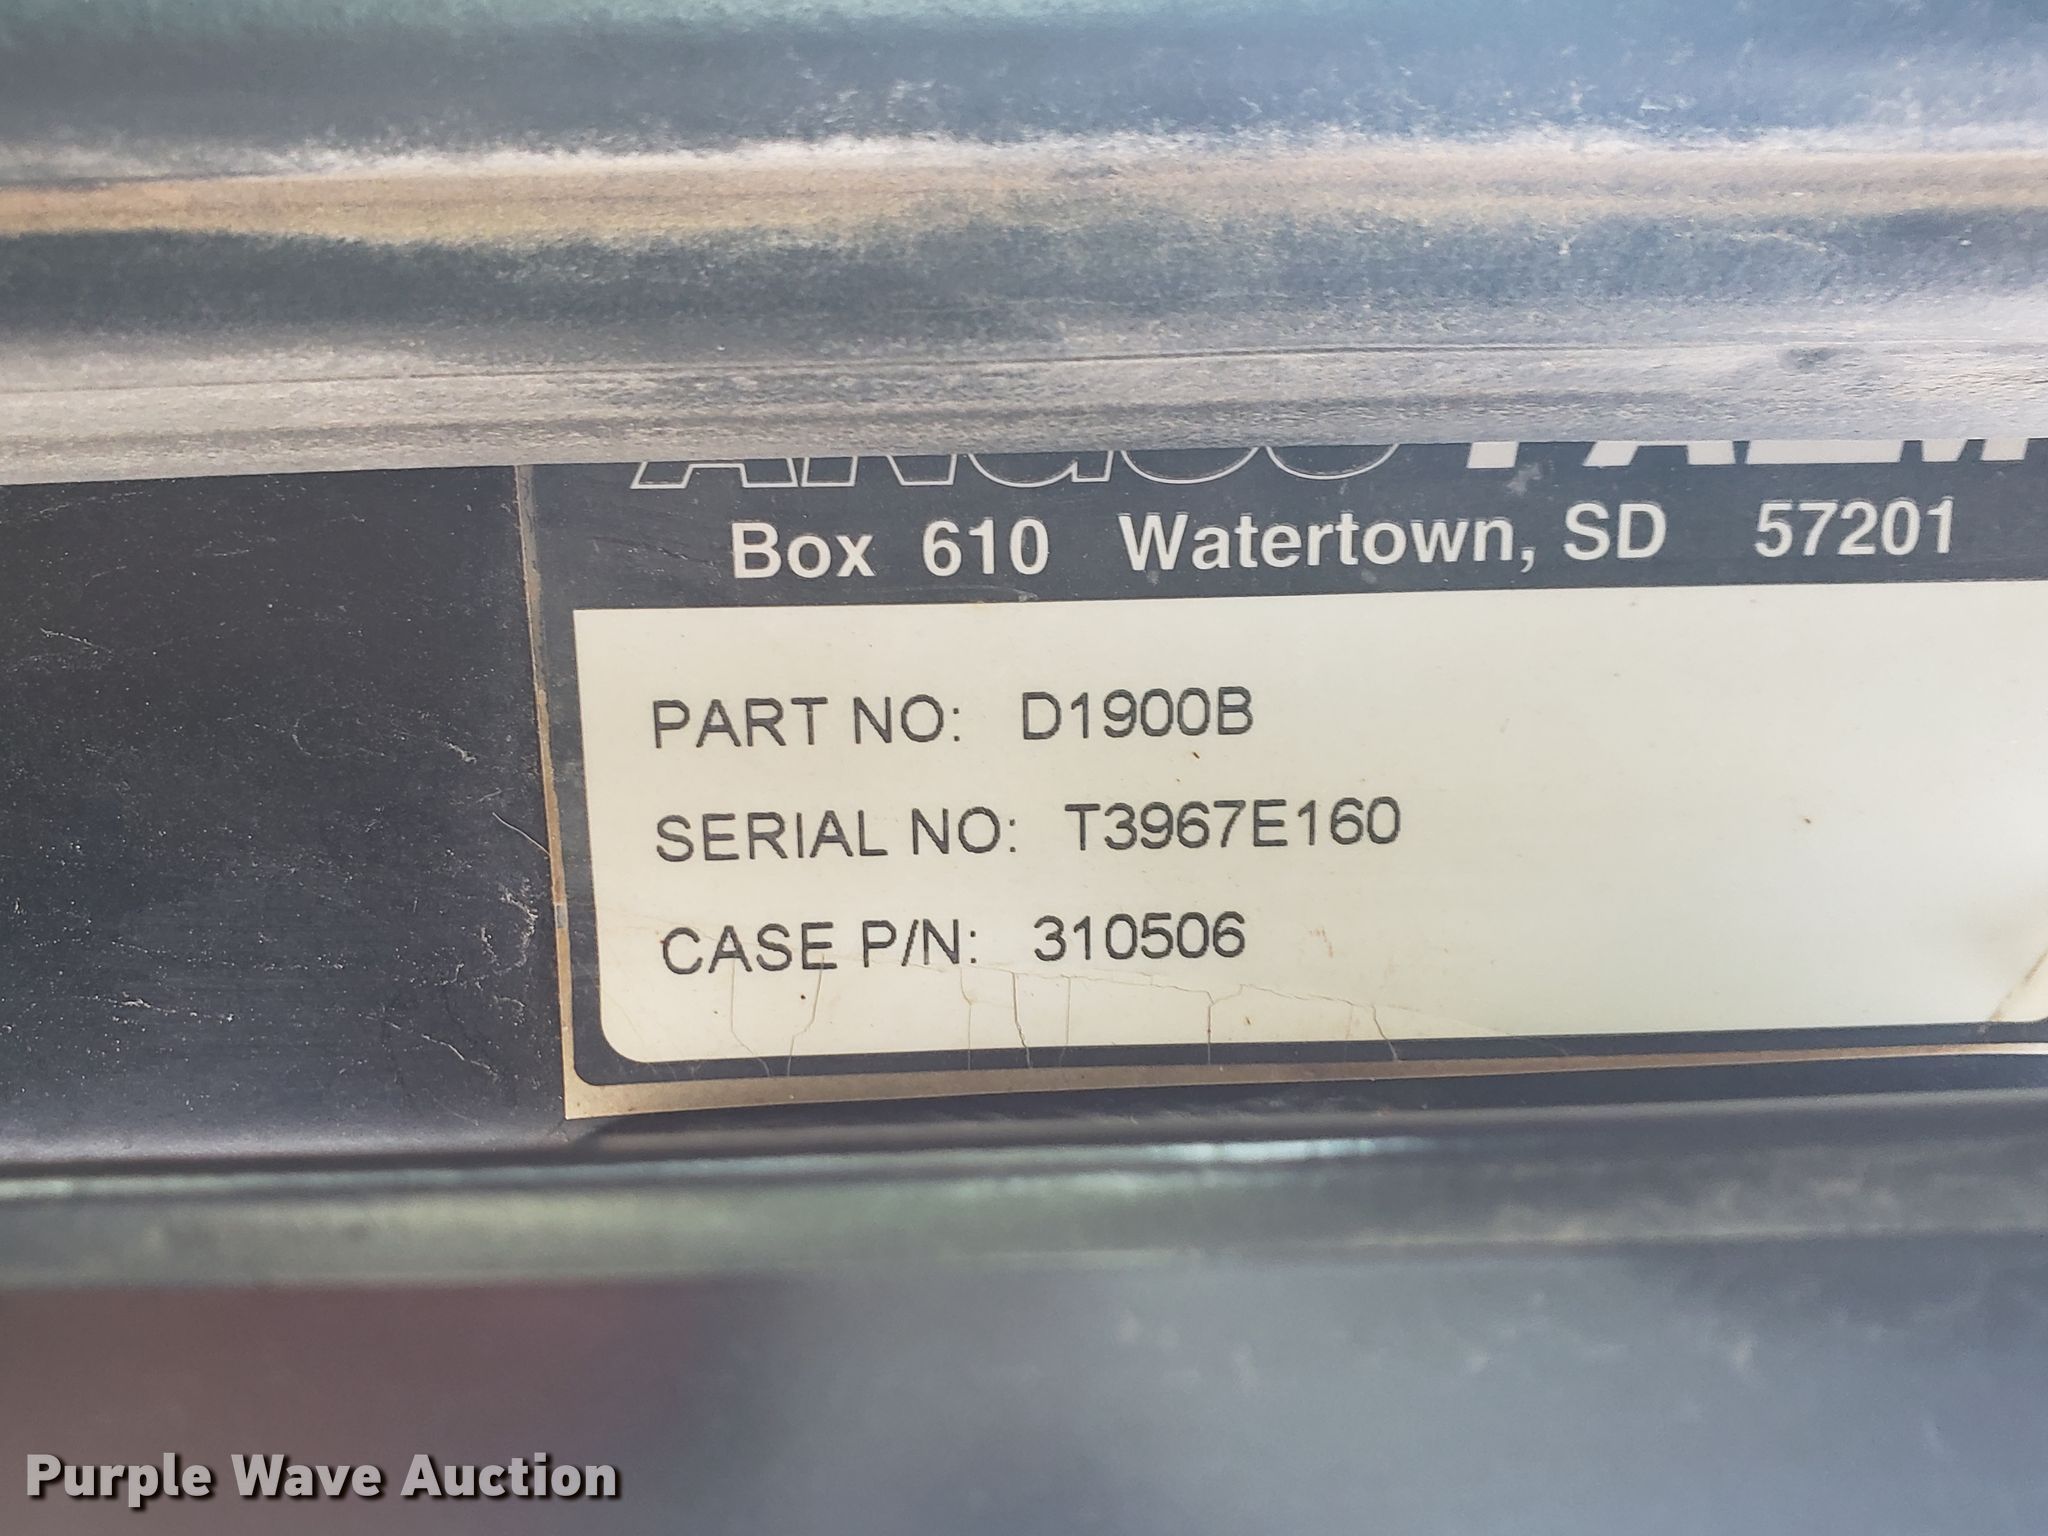 Box 610 Watertown, SD 57201
PART NO: D1900B
SERIAL NO: T3967E160
CASE P/N: 310506
Purple Wave Auction